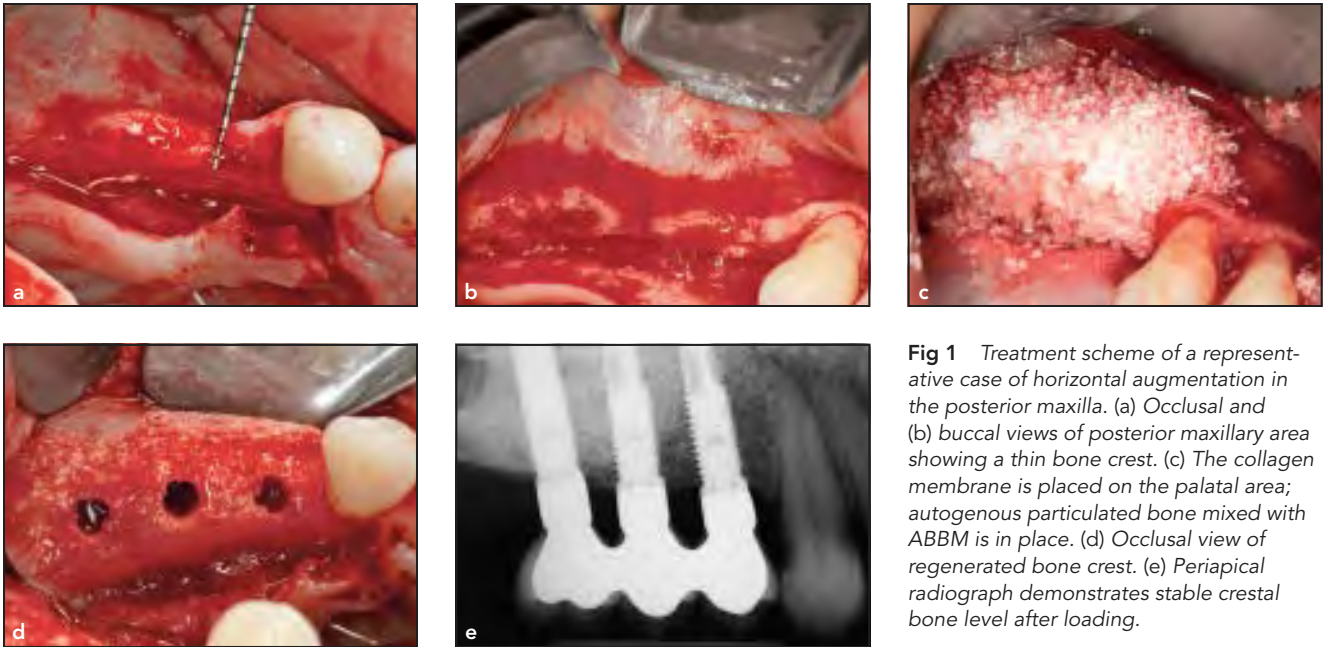 a
b
c
d
e
Fig 1 Treatment scheme of a represent-
ative case of horizontal augmentation in
the posterior maxilla. (a) Occlusal and
(b) buccal views of posterior maxillary area
showing a thin bone crest. (c) The collagen
membrane is placed on the palatal area;
autogenous particulated bone mixed with
ABBM is in place. (d) Occlusal view of
regenerated bone crest. (e) Periapical
radiograph demonstrates stable crestal
bone level after loading.